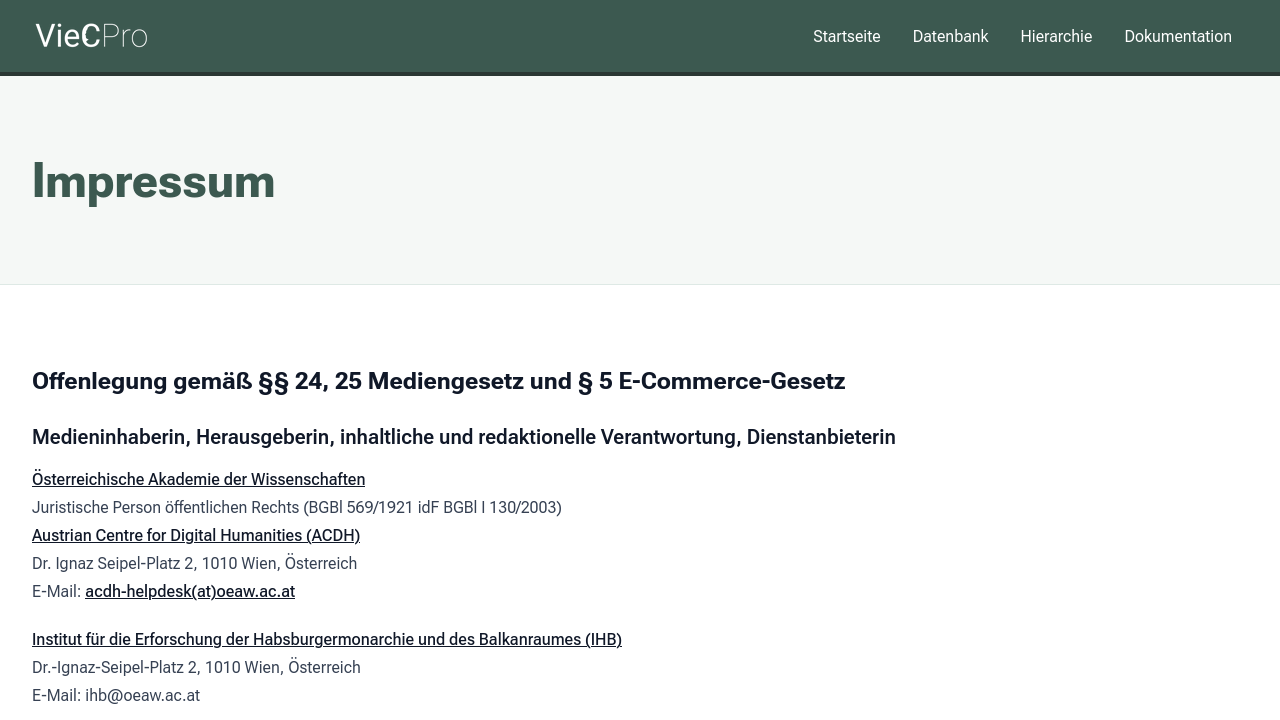 VieCPro
Startseite
Datenbank
Hierarchie
Dokumentation
Impressum
Offenlegung gemäß §§ 24, 25 Mediengesetz und § 5 E-Commerce-Gesetz
Medieninhaberin, Herausgeberin, inhaltliche und redaktionelle Verantwortung, Dienstanbieterin
Österreichische Akademie der Wissenschaften
Juristische Person öffentlichen Rechts (BGBl 569/1921 idF BGBl I 130/2003)
Austrian Centre for Digital Humanities (ACDH)
Dr. Ignaz Seipel-Platz 2, 1010 Wien, Österreich
E-Mail: acdh-helpdesk(at)oeaw.ac.at
Institut für die Erforschung der Habsburgermonarchie und des Balkanraumes (IHB)
Dr.-Ignaz-Seipel-Platz 2, 1010 Wien, Österreich
E-Mail: ihb@oeaw.ac.at